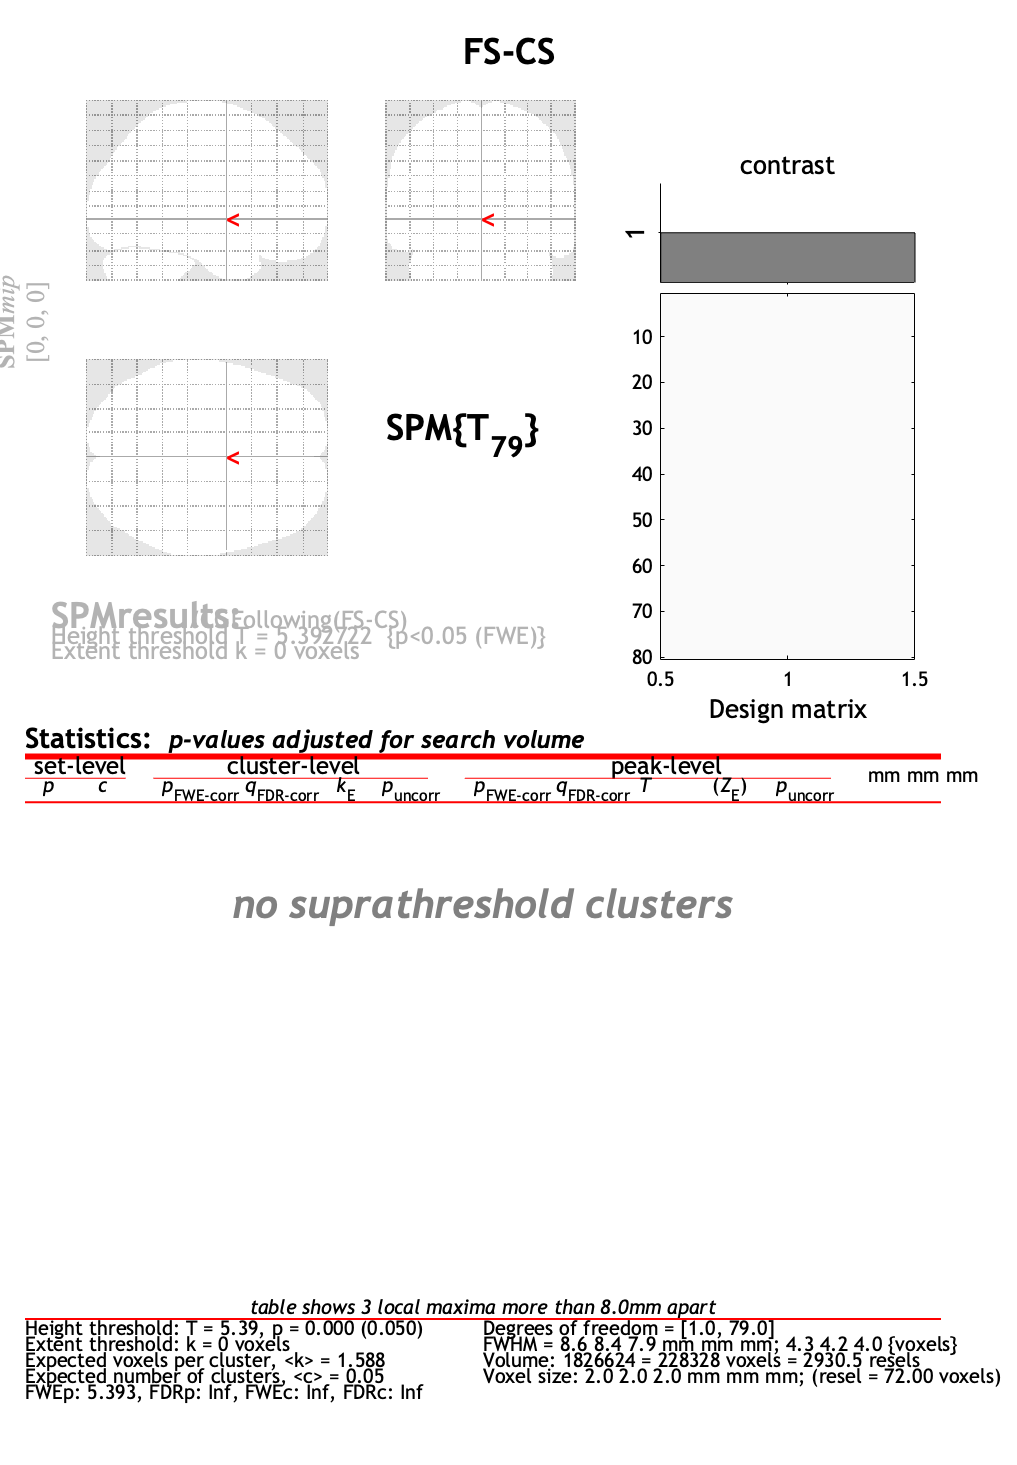 FS-CS
contrast
1
SPMmip
[0, 0, 0]
<
<
<
SPM{T79}
10
20
30
40
50
60
70
80
0.5 1 1.5
Design matrix
SPMresults: Following(FS-CS)
Height threshold T = 5.392722 {p<0.05 (FWE)}
Extent threshold k = 0 voxels
Statistics: p-values adjusted for search volume
set-level cluster-level peak-level mm mm mm
p c pFWE-corr qFDR-corr kE puncorr pFWE-corr qFDR-corr T (ZE) puncorr
no suprathreshold clusters
table shows 3 local maxima more than 8.0mm apart
Height threshold: T = 5.39, p = 0.000 (0.050)
Extent threshold: k = 0 voxels
Expected voxels per cluster, <k> = 1.588
Expected number of clusters, <c> = 0.05
FWEp: 5.393, FDRp: Inf, FWEc: Inf, FDRc: Inf
Degrees of freedom = [1.0, 79.0]
FWHM = 8.6 8.4 7.9 mm mm mm; 4.3 4.2 4.0 {voxels}
Volume: 1826624 = 228328 voxels = 2930.5 resels
Voxel size: 2.0 2.0 2.0 mm mm mm; (resel = 72.00 voxels)